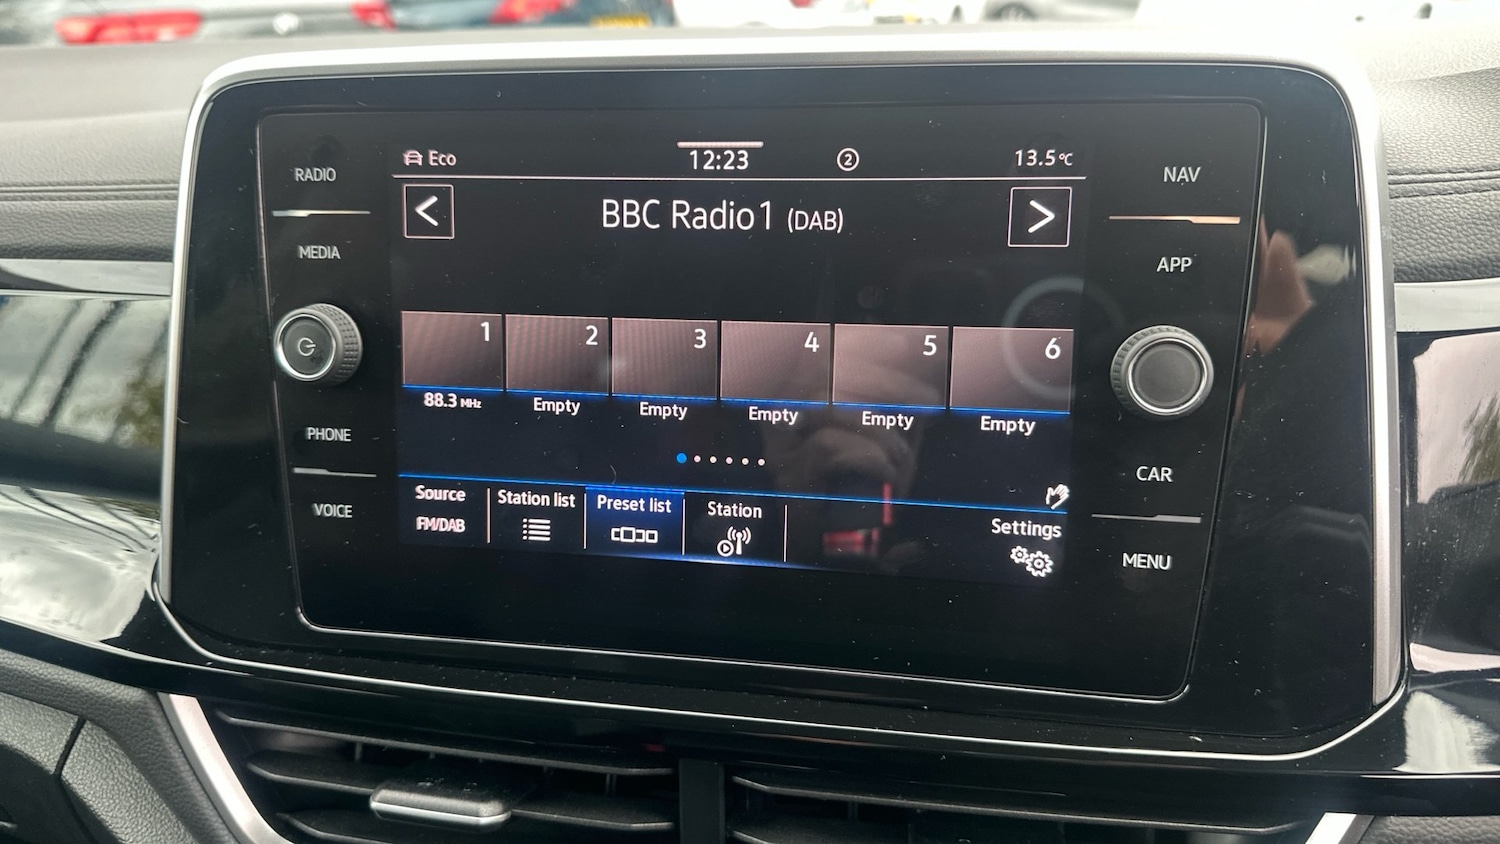 Eco 12:23 2 13.5°C
RADIO
NAV
< BBC Radio 1 (DAB) >
MEDIA
APP
1 2 3 4 5 6
88.3 MHz Empty Empty Empty Empty Empty
PHONE
CAR
VOICE
MENU
Source Station list Preset list Station Settings
FM/DAB